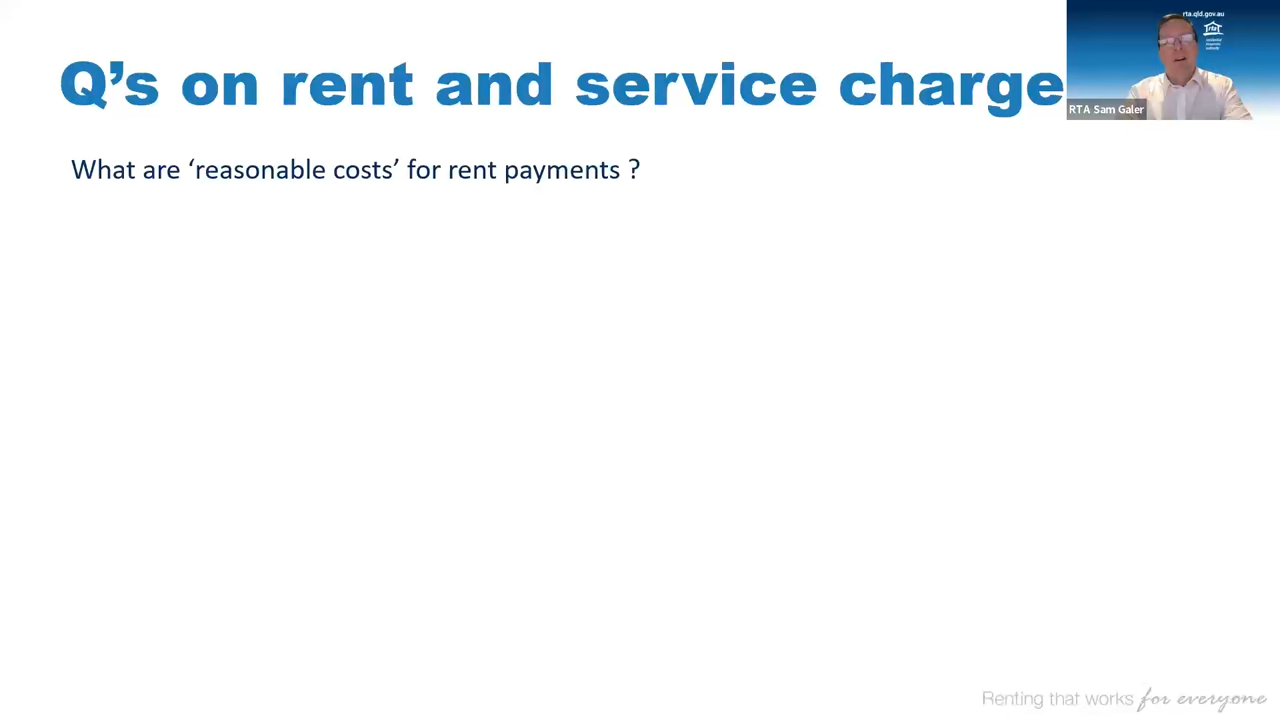 rta.qld.gov.au
rta
Q’s on rent and service charge
RTA Sam Galer
What are ‘reasonable costs’ for rent payments ?
Renting that works for everyone